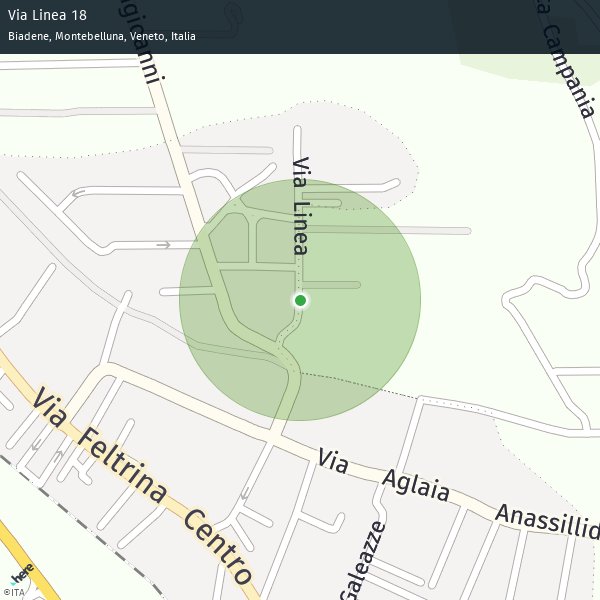 Via Linea 18
Biadene, Montebelluna, Veneto, Italia
Campania
Via Linea
Via Feltrina Centro
Via Aglaia Anassillid
Galeazze
here
©ITA